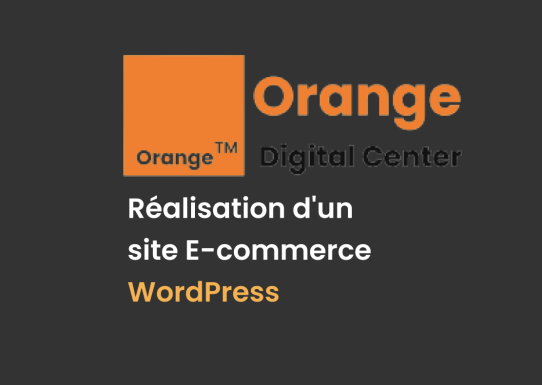 Orange™
Orange
Digital Center
Réalisation d'un
site E-commerce
WordPress